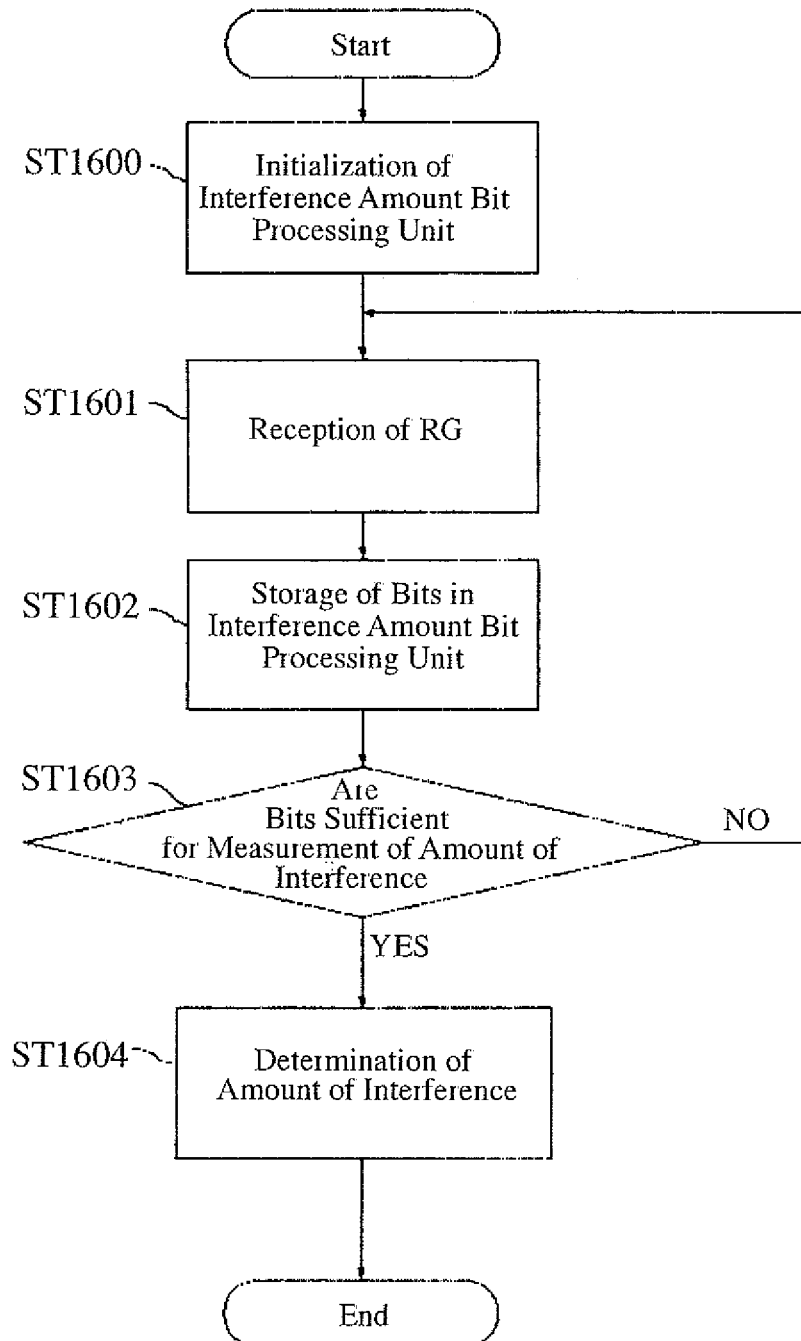 Start
ST1600
Initialization of
Interference Amount Bit
Processing Unit
ST1601
Reception of RG
ST1602
Storage of Bits in
Interference Amount Bit
Processing Unit
ST1603
Are
Bits Sufficient
for Measurement of Amount of
Interference
NO
YES
ST1604
Determination of
Amount of Interference
End